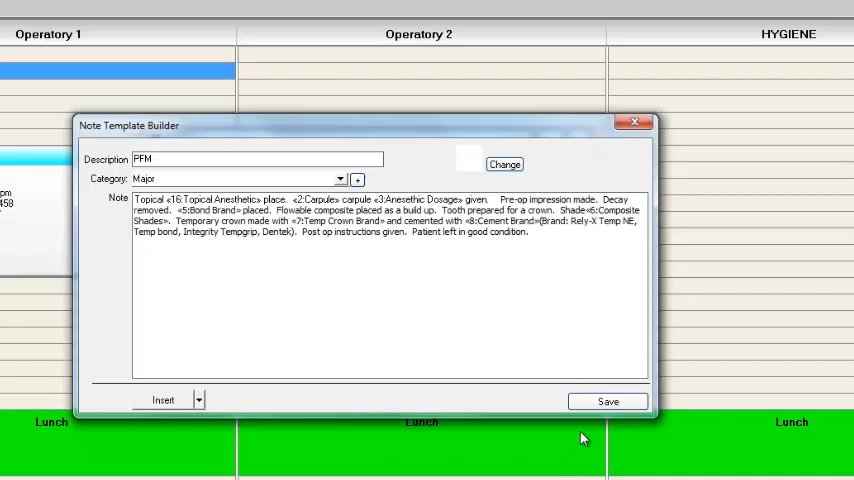 Operatory 1
Operatory 2
HYGIENE
Note Template Builder
Description PFM
Change
Category: Major
+
pm
458
Note
Topical «16:Topical Anesthetic» place. «2:Carpule» carpule «3:Anesethic Dosage» given. Pre-op impression made. Decay
removed. «5:Bond Brand» placed. Flowable composite placed as a build up. Tooth prepared for a crown. Shade«6:Composite
Shades». Temporary crown made with «7:Temp Crown Brand» and cemented with «8:Cement Brand»(Brand: Rely-X Temp NE,
Temp bond, Integrity Tempgrip, Dentek). Post op instructions given. Patient left in good condition.
Insert
Save
Lunch
Lunch
Lunch